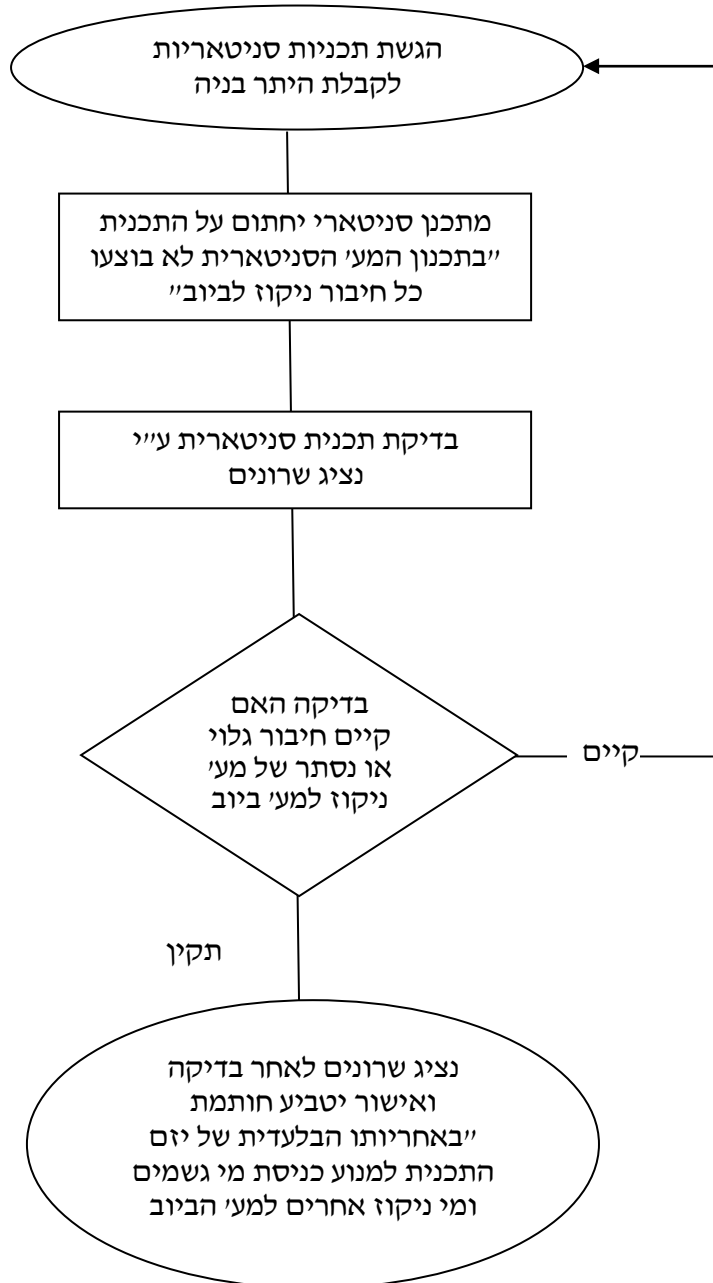 הגשת תכניות סניטאריות
לקבלת היתר בניה
מתכנן סניטארי יחתום על התכנית
"בתכנון המע' הסניטארית לא בוצעו
כל חיבור ניקוז לביוב"
בדיקת תכנית סניטארית ע"י
נציג שרונים
בדיקה האם
קיים חיבור גלוי
או נסתר של מע'
ניקוז למע' ביוב
קיים
תקין
נציג שרונים לאחר בדיקה
ואישור יטביע חותמת
"באחריותו הבלעדית של יזם
התכנית למנוע כניסת מי גשמים
ומי ניקוז אחרים למע' הביוב